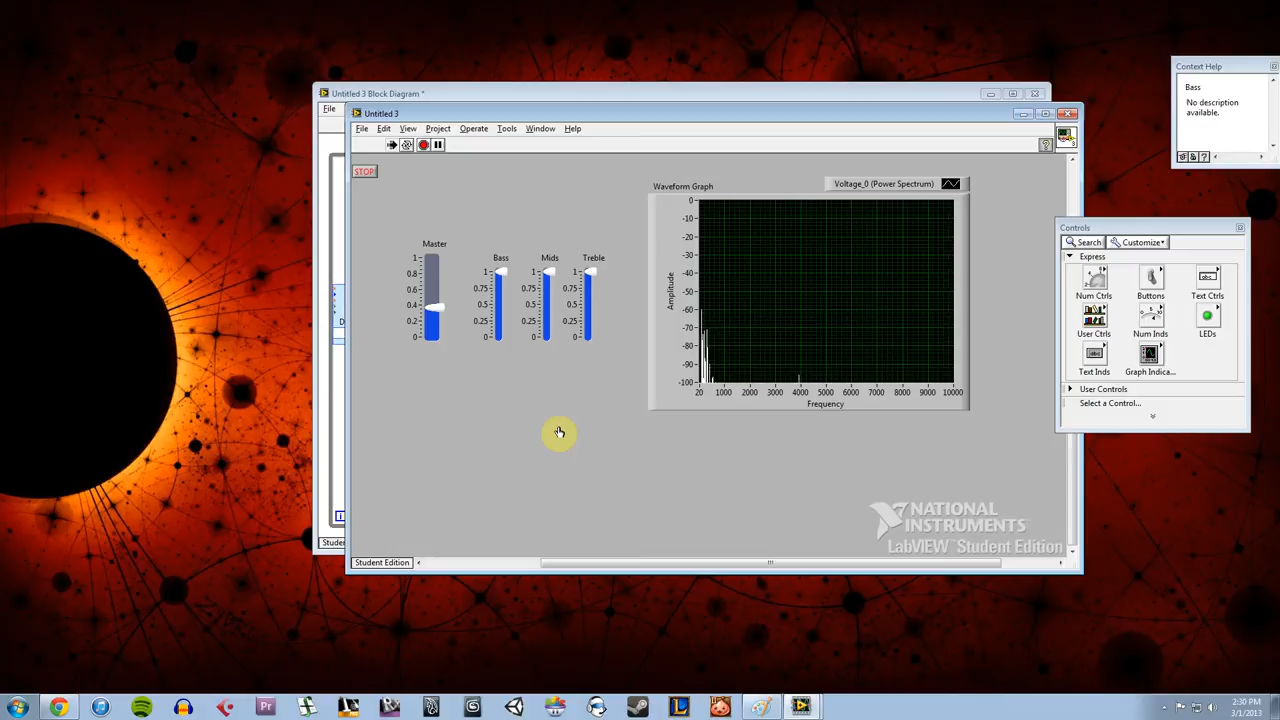 Context Help
Bass
No description
available.
Untitled 3 Block Diagram *
File
Untitled 3
File Edit View Project Operate Tools Window Help
STOP
Waveform Graph
Voltage_0 (Power Spectrum)
Master
1
0.8
0.6
0.4
0.2
0
Bass
1
0.75
0.5
0.25
0
Mids
1
0.75
0.5
0.25
0
Treble
1
0.75
0.5
0.25
0
Amplitude
0
-10
-20
-30
-40
-50
-60
-70
-80
-90
-100
20 1000 2000 3000 4000 5000 6000 7000 8000 9000 10000
Frequency
Controls
Search Customize
Express
Num Ctrls Buttons Text Ctrls
User Ctrls Num Inds LEDs
Text Inds Graph Indica...
User Controls
Select a Control...
NATIONAL
INSTRUMENTS
LabVIEW™ Student Edition
Student Edition
2:30 PM
3/1/2013